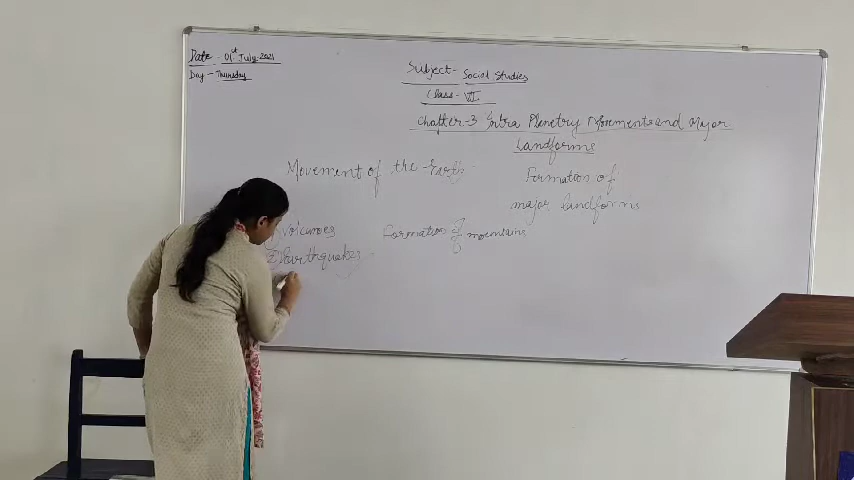 Date - 01st July-2021
Day - Thursday
Subject- Social Studies
Class - VII
Chapter-3 Intra Planetry Movements and Major
Landforms
Movement of the Earth
Formation of
major landforms
Volcanoes
Earthquakes
Formation of mountains